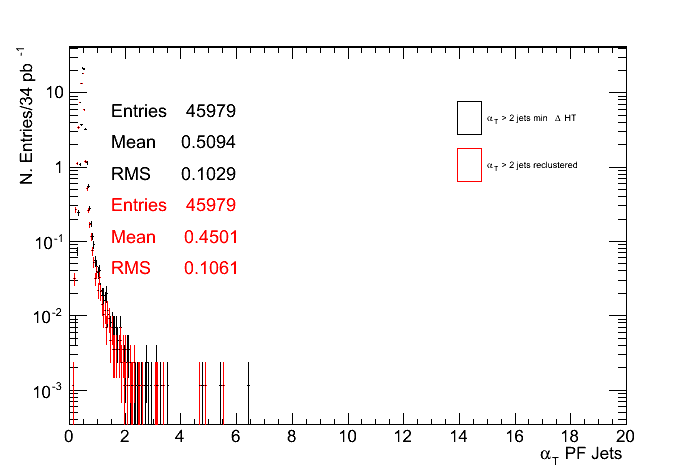 N. Entries/34 pb⁻¹
10
1
10⁻¹
10⁻²
10⁻³
Entries 45979
Mean 0.5094
RMS 0.1029
Entries 45979
Mean 0.4501
RMS 0.1061
α_T > 2 jets min Δ HT
α_T > 2 jets reclustered
0 2 4 6 8 10 12 14 16 18 20
α_T PF Jets